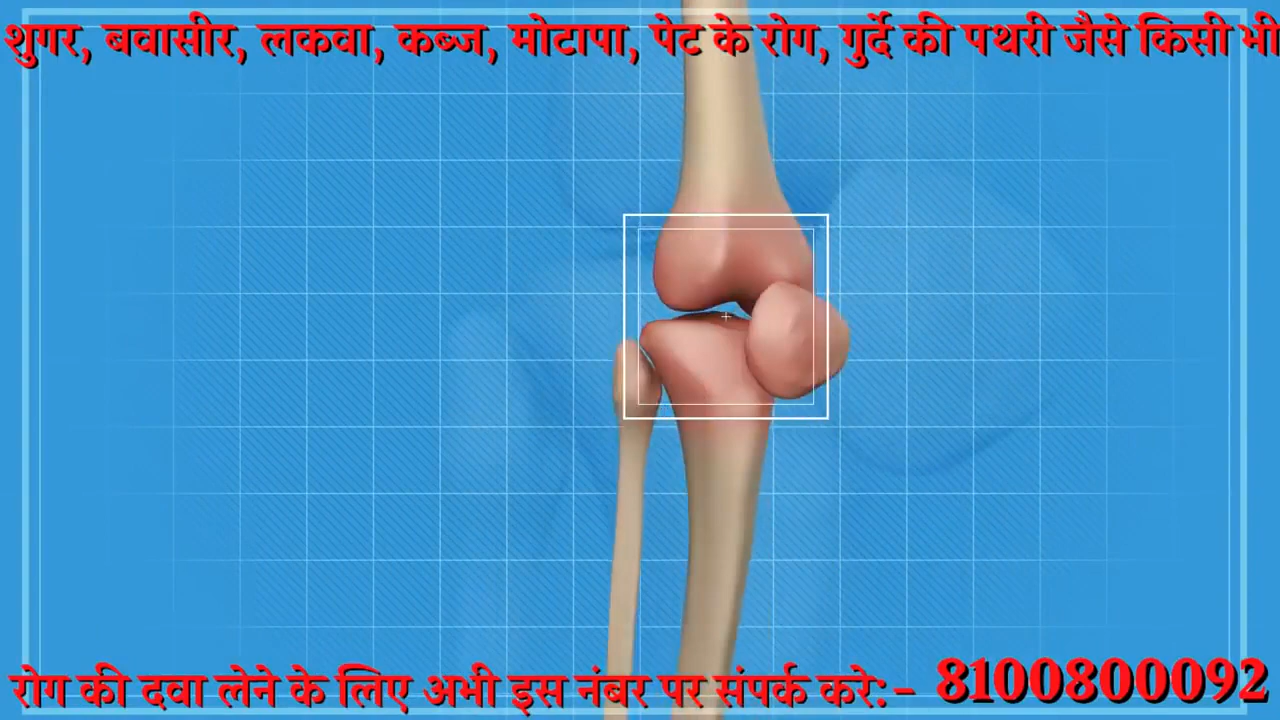 शुगर, बवासीर, लकवा, कब्ज, मोटापा, पेट के रोग, गुर्दे की पथरी जैसे किसी भी
रोग की दवा लेने के लिए अभी इस नंबर पर संपर्क करे:- 8100800092